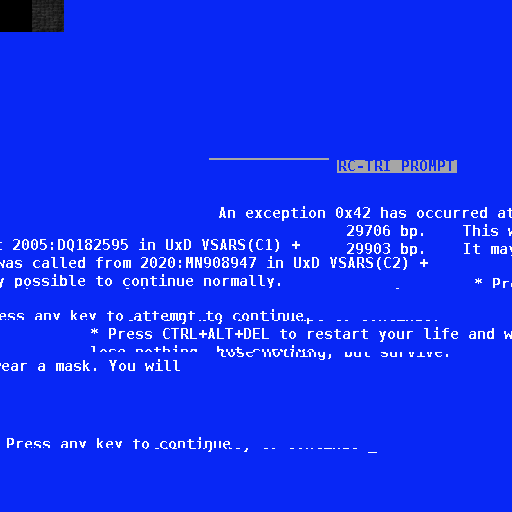 RC-TRI PROMPT
An exception 0x42 has occurred at
29706 bp. This w
2005:DQ182595 in UxD VSARS(C1) +
29903 bp. It may
was called from 2020:MN908947 in UxD VSARS(C2) +
possible to continue normally.
* Pr
ess any key to attempt to continue.
* Press CTRL+ALT+DEL to restart your life and w
lose nothing, but survive.
ear a mask. You will
Press any key to continue _